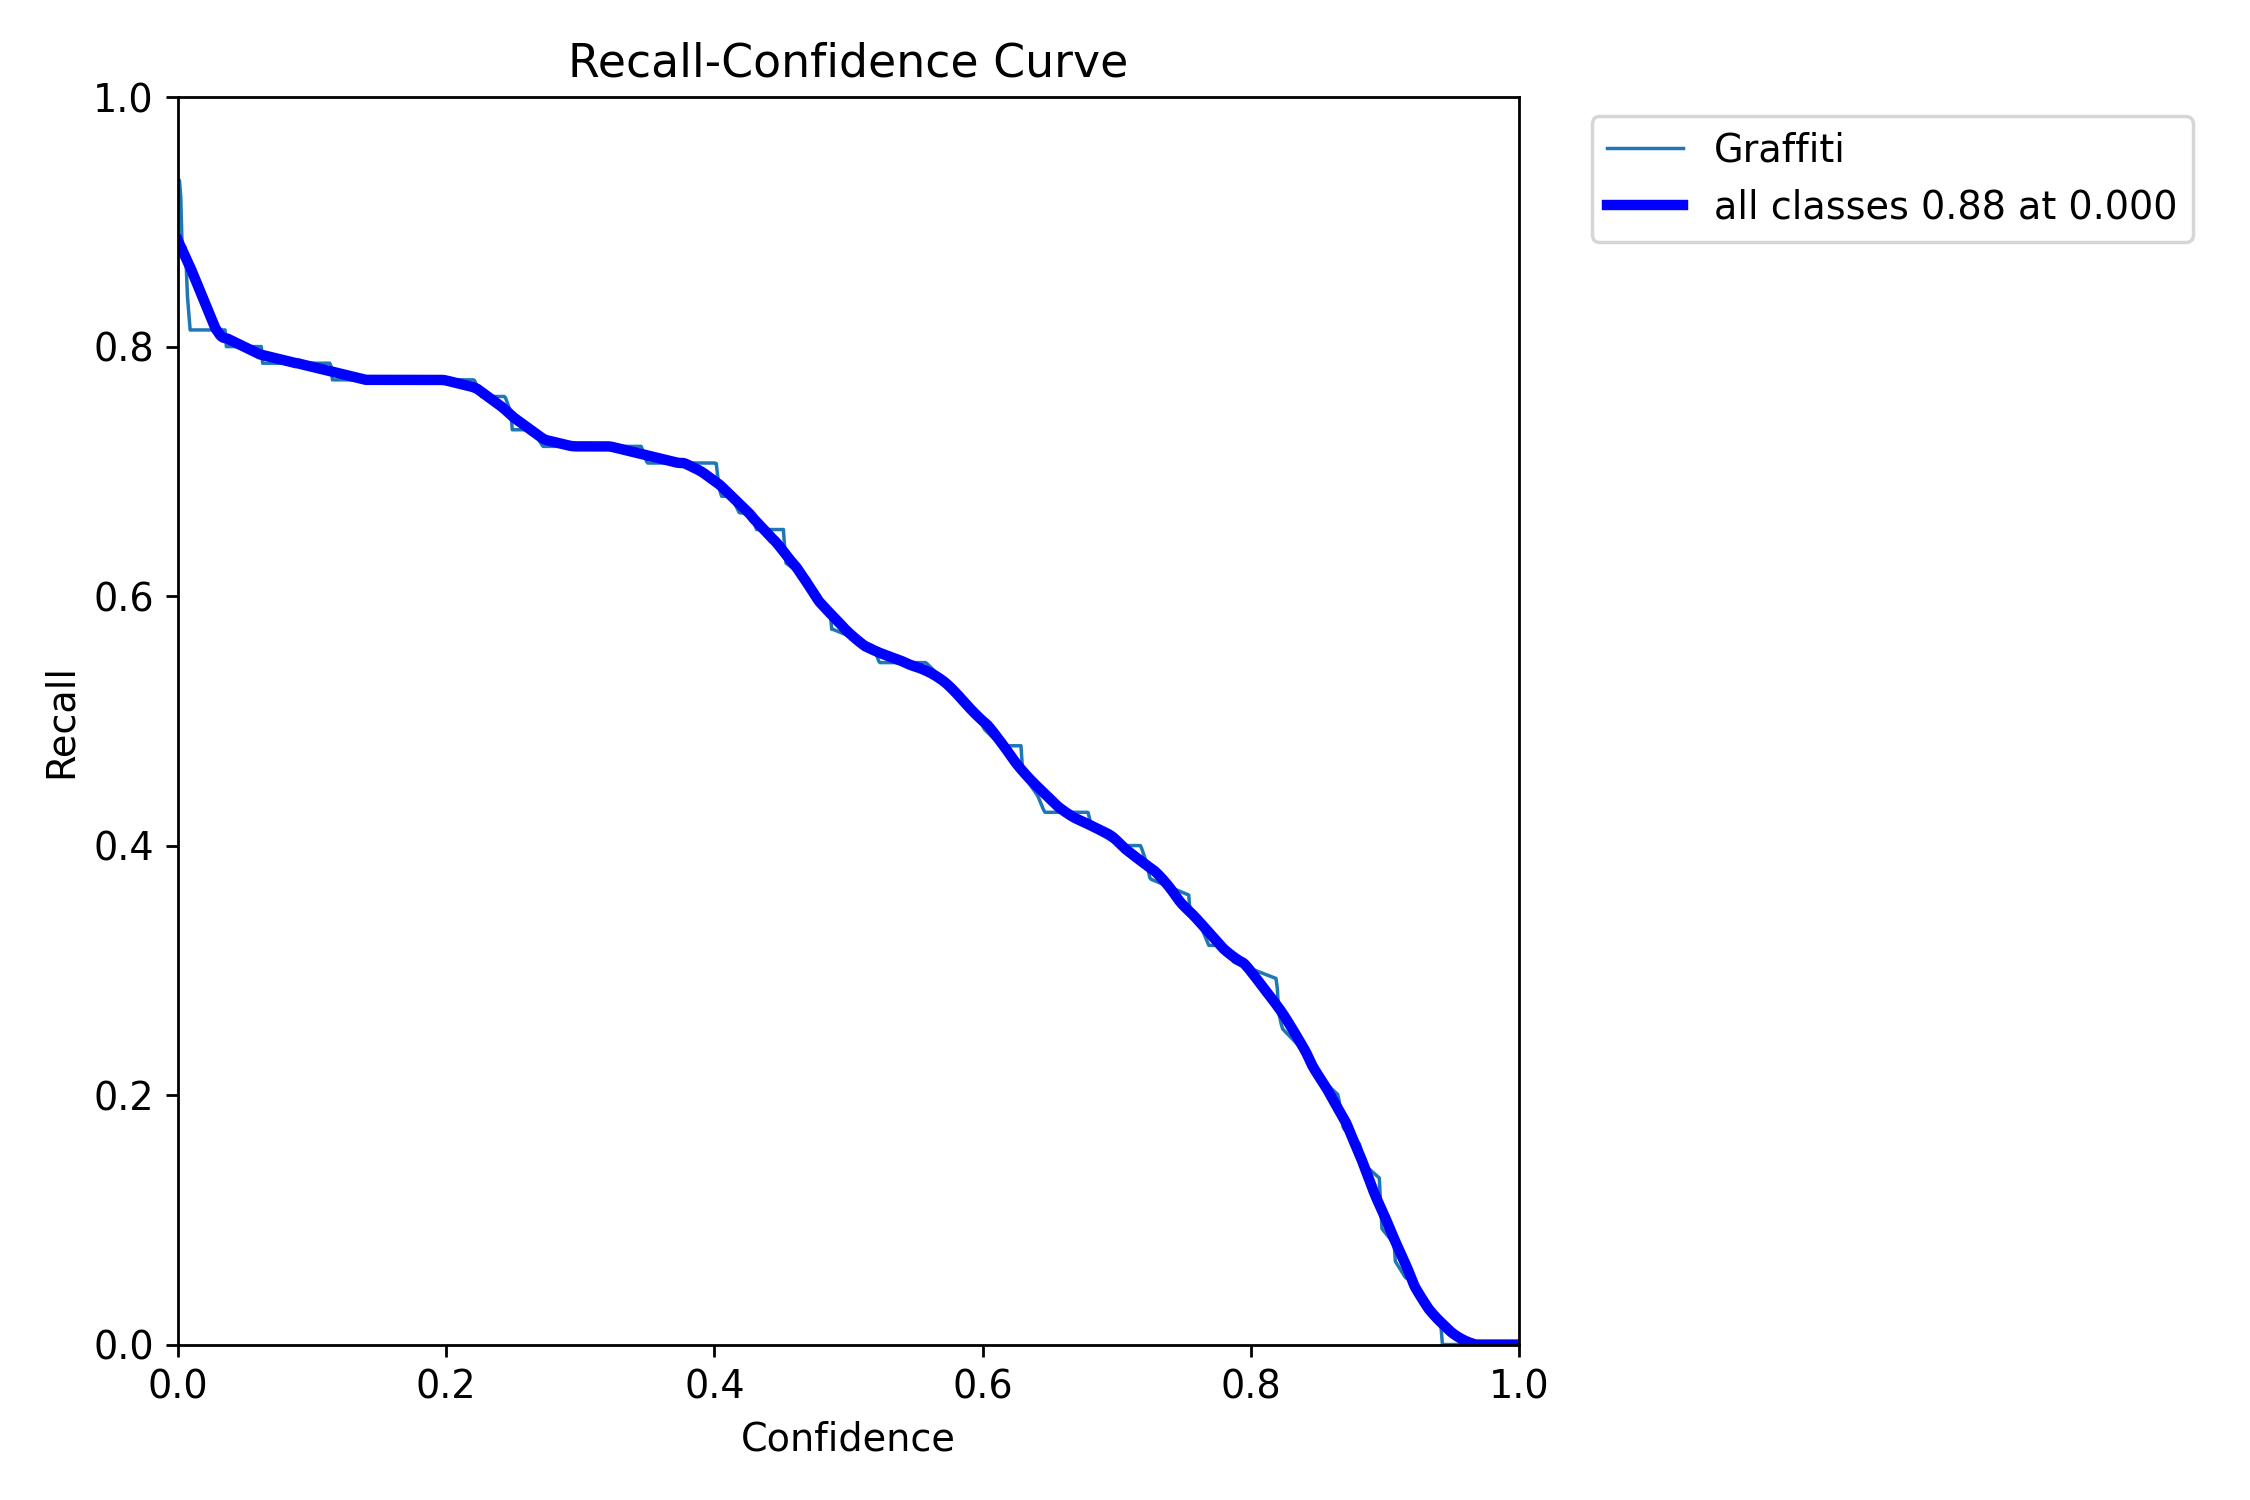 Recall-Confidence Curve
1.0
0.8
0.6
0.4
0.2
0.0
Recall
0.0 0.2 0.4 0.6 0.8 1.0
Confidence
Graffiti
all classes 0.88 at 0.000